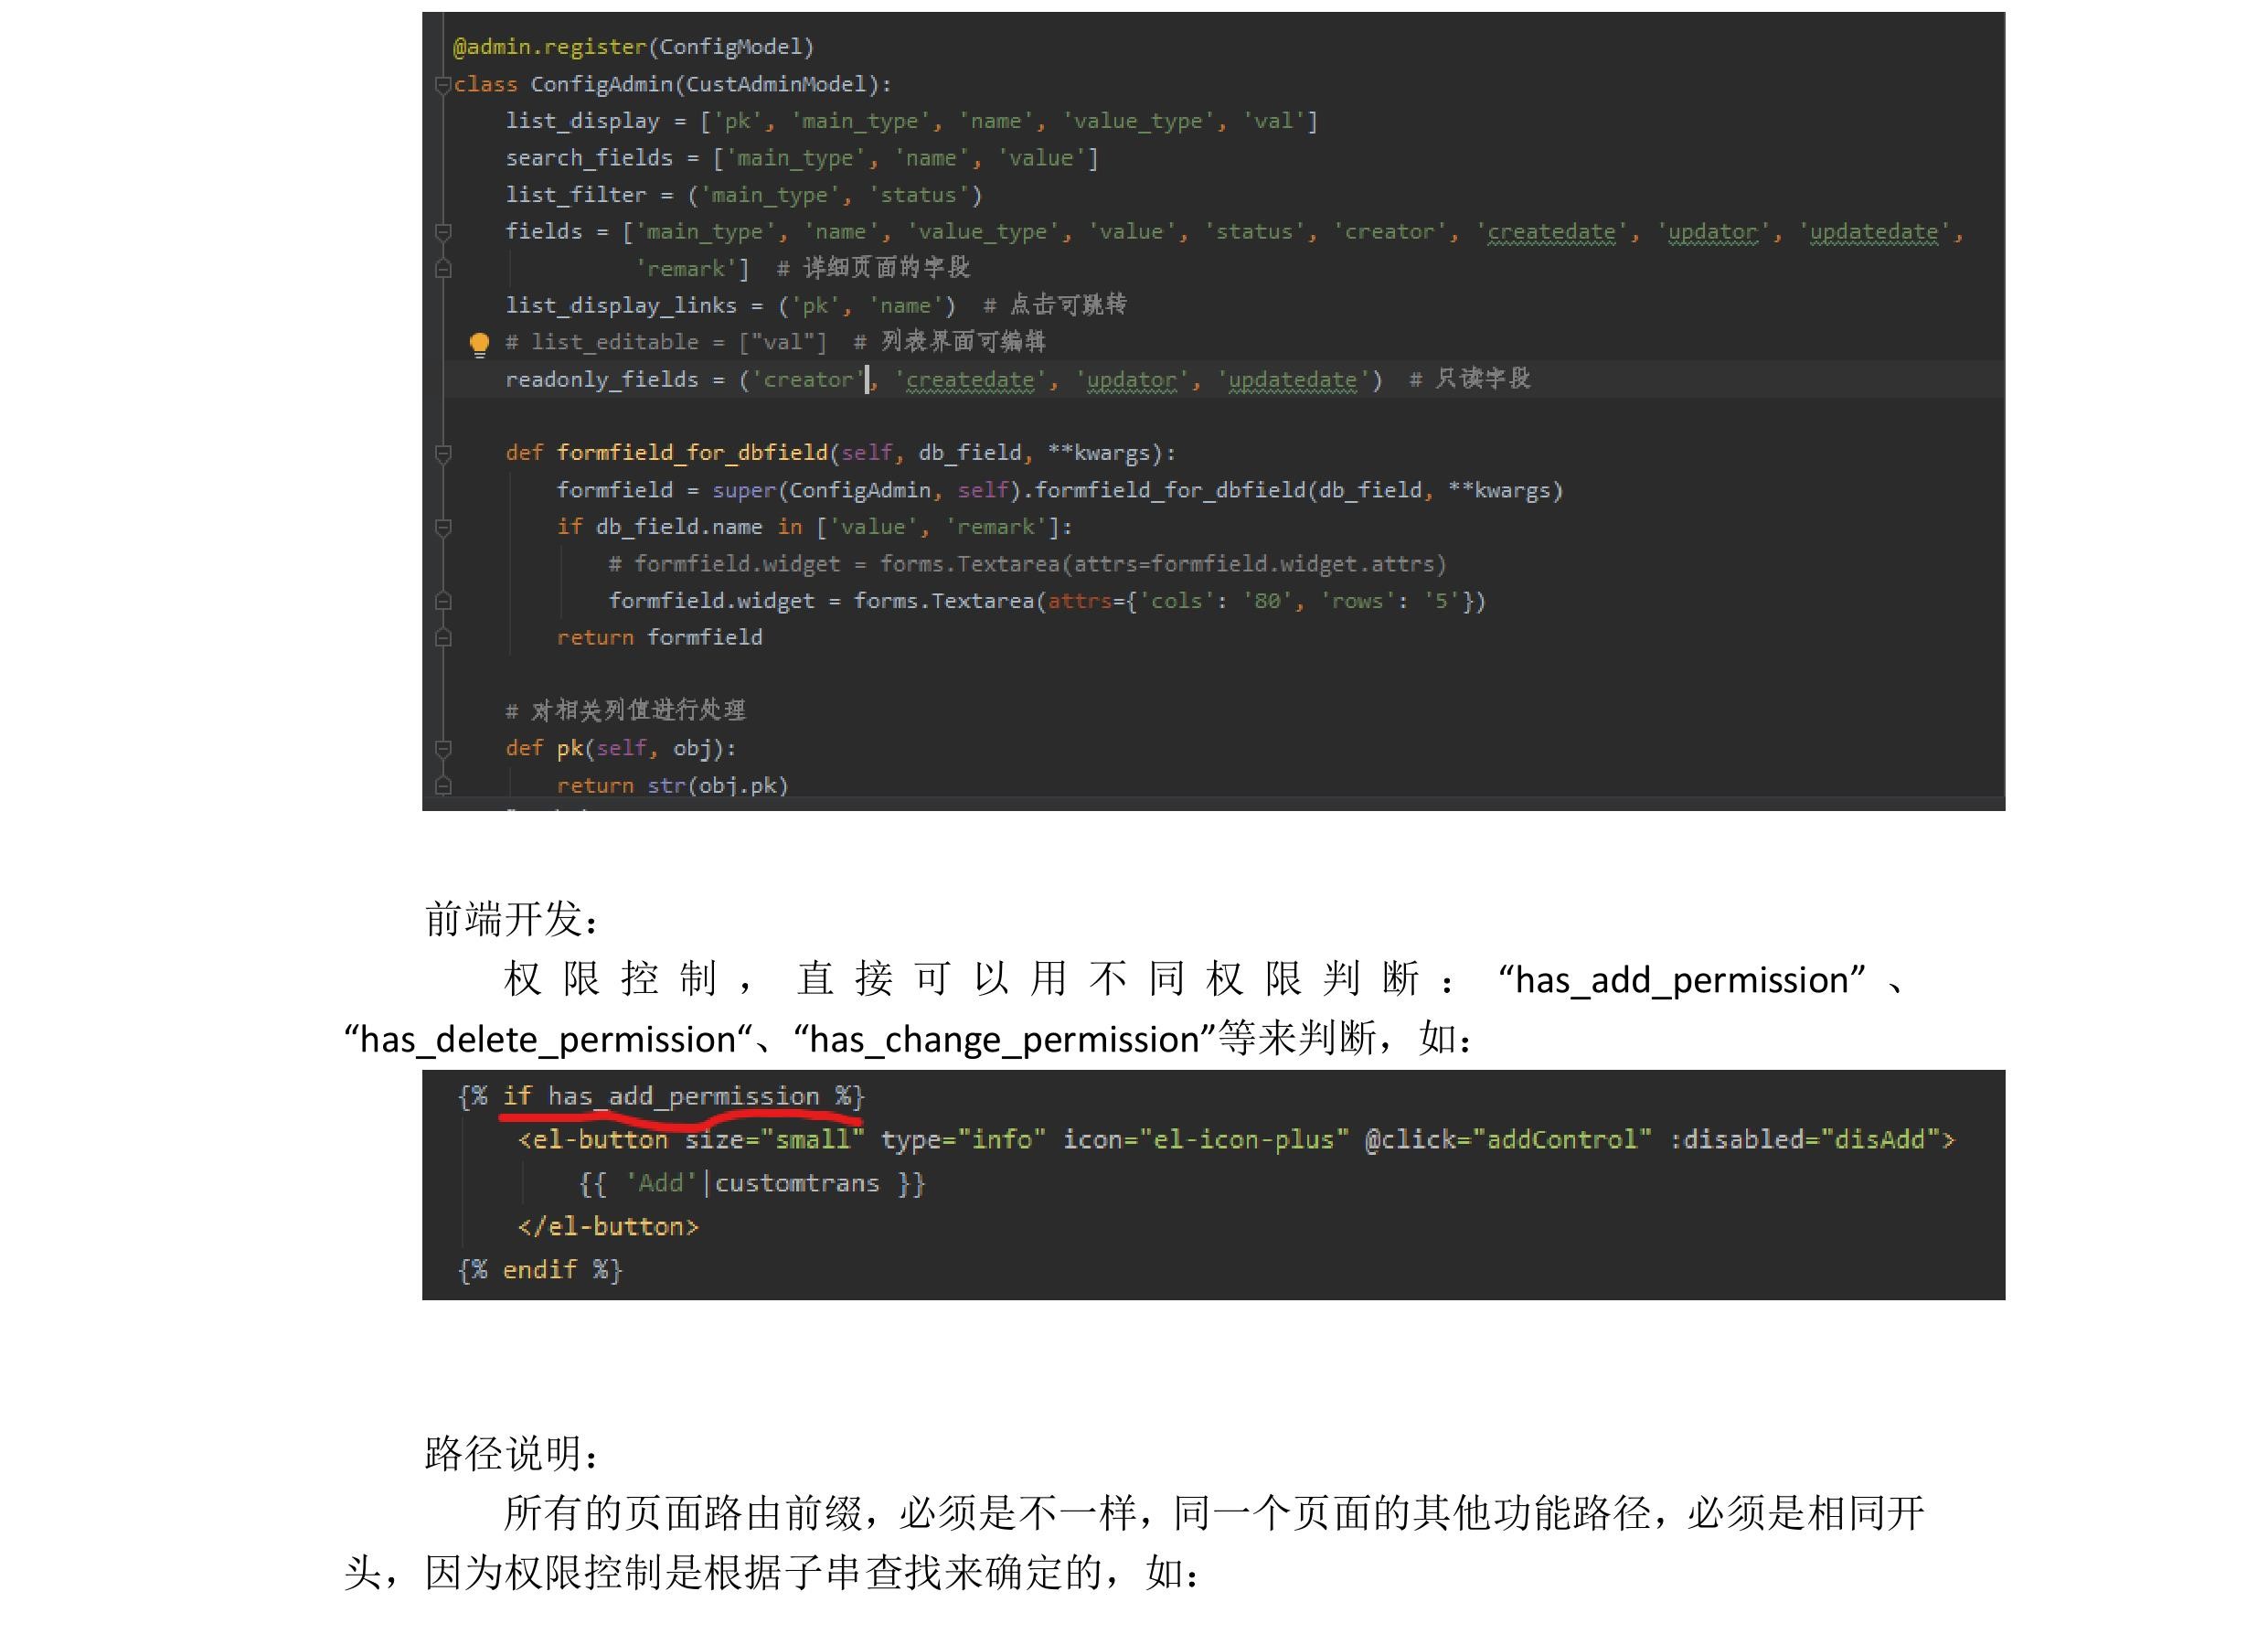 @admin.register(ConfigModel)
class ConfigAdmin(CustAdminModel):
    list_display = ['pk', 'main_type', 'name', 'value_type', 'val']
    search_fields = ['main_type', 'name', 'value']
    list_filter = ('main_type', 'status')
    fields = ['main_type', 'name', 'value_type', 'value', 'status', 'creator', 'createdate', 'updator', 'updatedate',
              'remark']  # 详细页面的字段
    list_display_links = ('pk', 'name')  # 点击可跳转
    # list_editable = ["val"]  # 列表界面可编辑
    readonly_fields = ('creator', 'createdate', 'updator', 'updatedate')  # 只读字段
    def formfield_for_dbfield(self, db_field, **kwargs):
        formfield = super(ConfigAdmin, self).formfield_for_dbfield(db_field, **kwargs)
        if db_field.name in ['value', 'remark']:
            # formfield.widget = forms.Textarea(attrs=formfield.widget.attrs)
            formfield.widget = forms.Textarea(attrs={'cols': '80', 'rows': '5'})
        return formfield
    # 对相关列值进行处理
    def pk(self, obj):
        return str(obj.pk)
前端开发：
权限控制，直接可以用不同权限判断：“has_add_permission”、
“has_delete_permission“、“has_change_permission”等来判断，如：
{% if has_add_permission %}
    <el-button size="small" type="info" icon="el-icon-plus" @click="addControl" :disabled="disAdd">
        {{ 'Add'|customtrans }}
    </el-button>
{% endif %}
路径说明：
所有的页面路由前缀，必须是不一样，同一个页面的其他功能路径，必须是相同开
头，因为权限控制是根据子串查找来确定的，如：